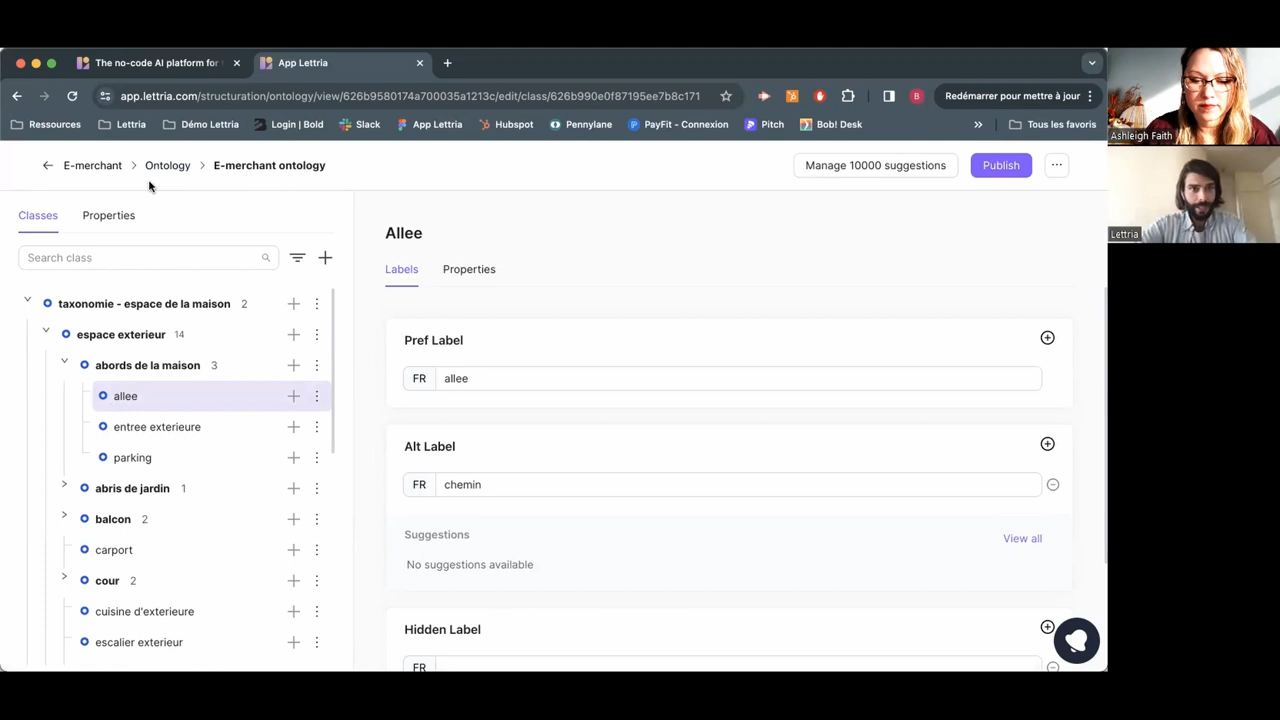 The no-code AI platform for
App Lettria
app.lettria.com/structuration/ontology/view/626b9580174a700035a1213c/edit/class/626b990e0f87195ee7b8c171
B
Redémarrer pour mettre à jour
Ressources
Lettria
Démo Lettria
Login | Bold
Slack
App Lettria
Hubspot
Pennylane
PayFit - Connexion
Pitch
Bob! Desk
Tous les favoris
E-merchant > Ontology > E-merchant ontology
Manage 10000 suggestions
Publish
Classes
Properties
Search class
taxonomie - espace de la maison 2
espace exterieur 14
abords de la maison 3
allee
entree exterieure
parking
abris de jardin 1
balcon 2
carport
cour 2
cuisine d'exterieure
escalier exterieur
Allee
Labels
Properties
Pref Label
FR allee
Alt Label
FR chemin
Suggestions
View all
No suggestions available
Hidden Label
FR
Ashleigh Faith
Lettria